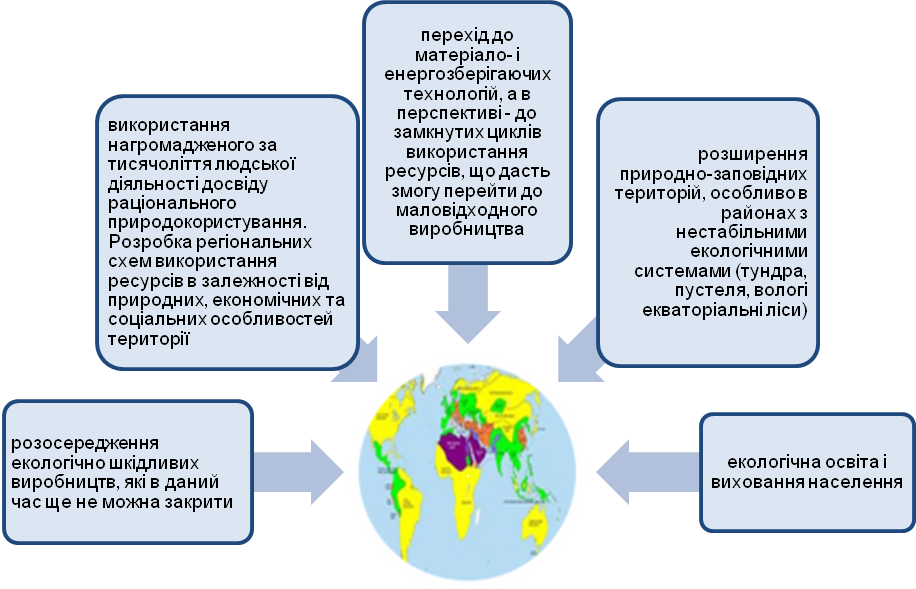 перехід до
матеріало- і
енергозберігаючих
технологій, а в
перспективі - до
замкнутих циклів
використання
ресурсів, що дасть
змогу перейти до
маловідходного
виробництва
використання
нагромадженого за
тисячоліття людської
діяльності досвіду
раціонального
природокористування.
Розробка регіональних
схем використання
ресурсів в залежності від
природних, економічних та
соціальних особливостей
території
розширення
природно-заповідних
територій, особливо в
районах з
нестабільними
екологічними
системами (тундра,
пустеля, вологі
екваторіальні ліси)
розосередження
екологічно шкідливих
виробництв, які в даний
час ще не можна закрити
екологічна освіта і
виховання населення